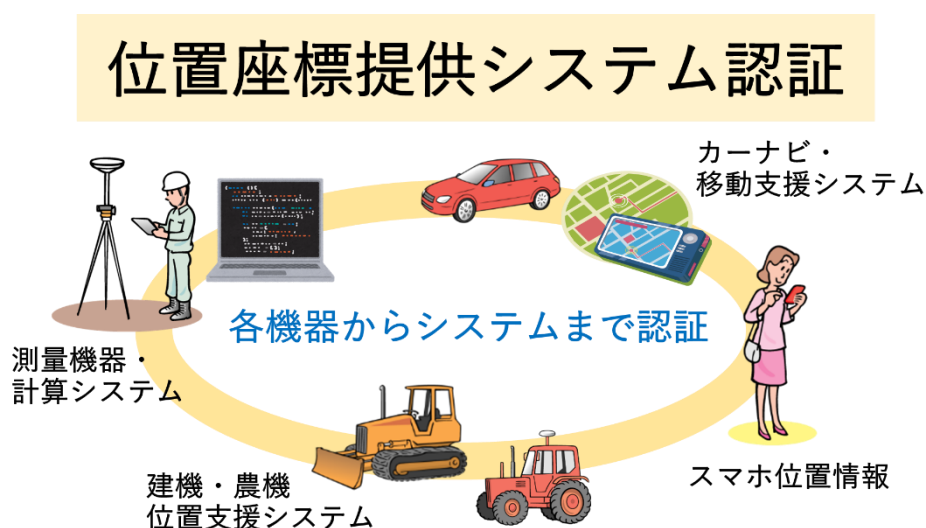 位置座標提供システム認証
カーナビ・
移動支援システム
各機器からシステムまで認証
測量機器・
計算システム
建機・農機
位置支援システム
スマホ位置情報